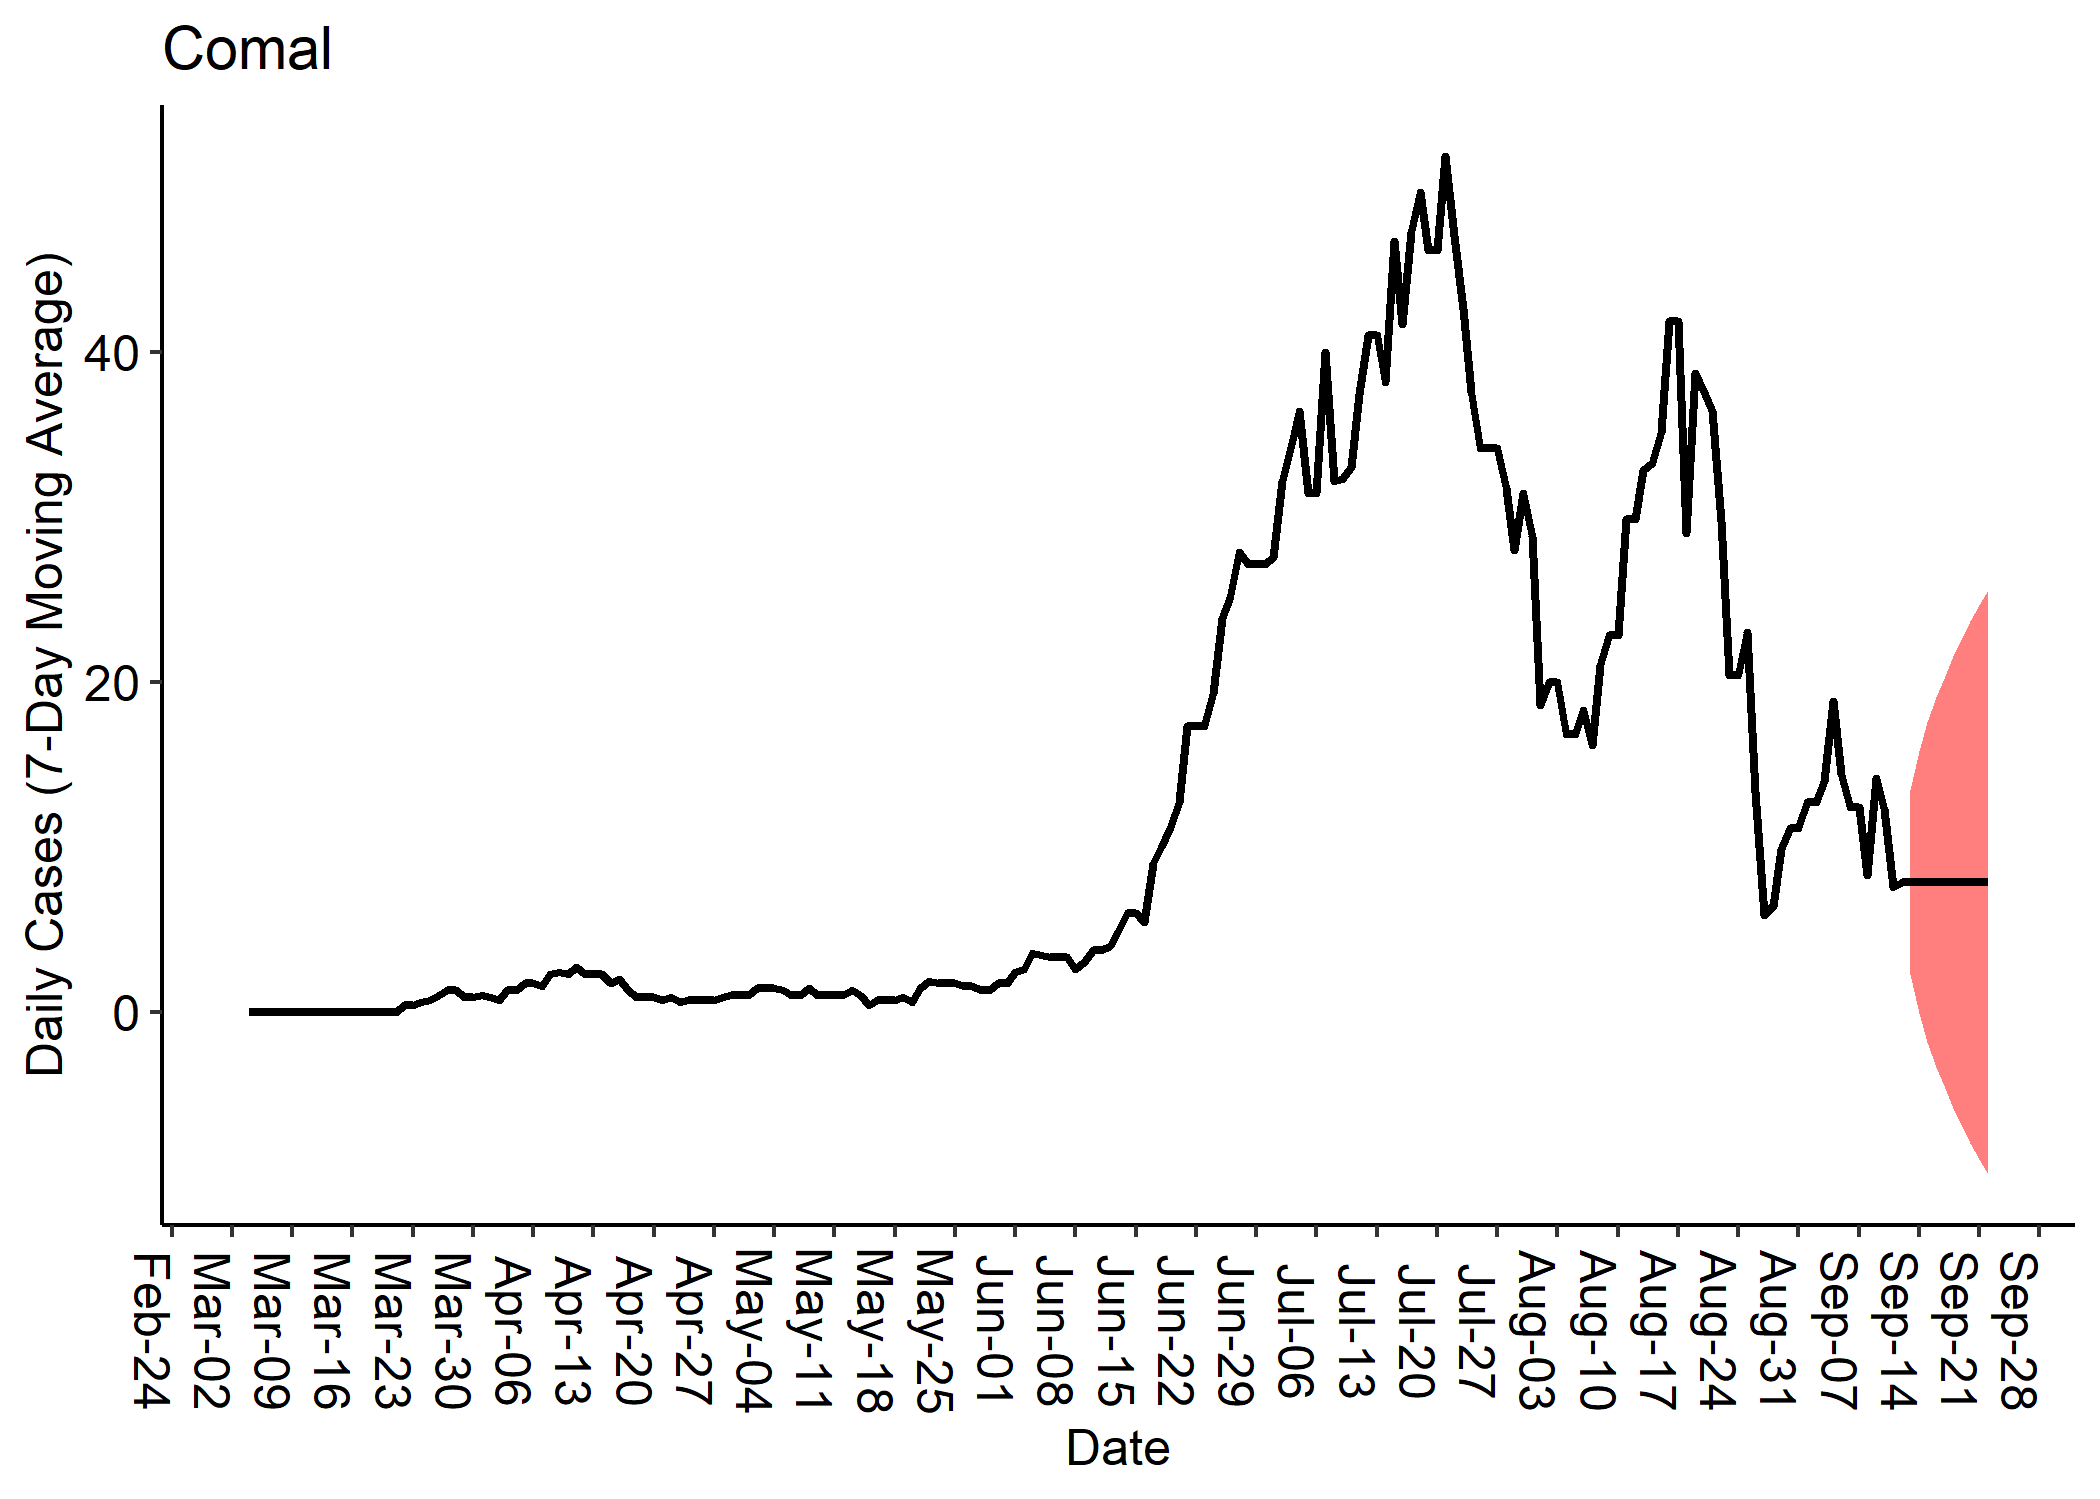 Comal
Daily Cases (7-Day Moving Average)
40
20
0
Feb-24
Mar-02
Mar-09
Mar-16
Mar-23
Mar-30
Apr-06
Apr-13
Apr-20
Apr-27
May-04
May-11
May-18
May-25
Jun-01
Jun-08
Jun-15
Jun-22
Jun-29
Jul-06
Jul-13
Jul-20
Jul-27
Aug-03
Aug-10
Aug-17
Aug-24
Aug-31
Sep-07
Sep-14
Sep-21
Sep-28
Date